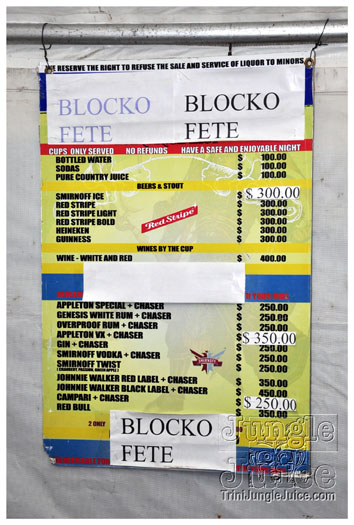 WE RESERVE THE RIGHT TO REFUSE THE SALE AND SERVICE OF LIQUOR TO MINORS
BLOCKO FETE
BLOCKO FETE
CUPS ONLY SERVED NO REFUNDS HAVE A SAFE AND ENJOYABLE NIGHT
BOTTLED WATER $ 100.00
SODAS $ 100.00
PURE COUNTRY JUICE $ 100.00
BEERS & STOUT
SMIRNOFF ICE $ $ 300.00
RED STRIPE $ 300.00
RED STRIPE LIGHT $ 300.00
RED STRIPE BOLD $ 300.00
HEINEKEN $ 300.00
GUINNESS $ 300.00
Red Stripe
WINES BY THE CUP
WINE - WHITE AND RED $ 400.00
APPLETON SPECIAL + CHASER $ 250.00
GENESIS WHITE RUM + CHASER $ 250.00
OVERPROOF RUM + CHASER $ 250.00
APPLETON VX + CHASER $ 350.00
GIN + CHASER $ 250.00
SMIRNOFF VODKA + CHASER $ 250.00
SMIRNOFF TWIST $ 250.00
SMIRNOFF
JOHNNIE WALKER RED LABEL + CHASER $ 350.00
JOHNNIE WALKER BLACK LABEL + CHASER $ 450.00
CAMPARI + CHASER $ 250.00
RED BULL $ 350.00
2 ONLY
BLOCKO
FETE
Jungle
Juice
TriniJungleJuice.com